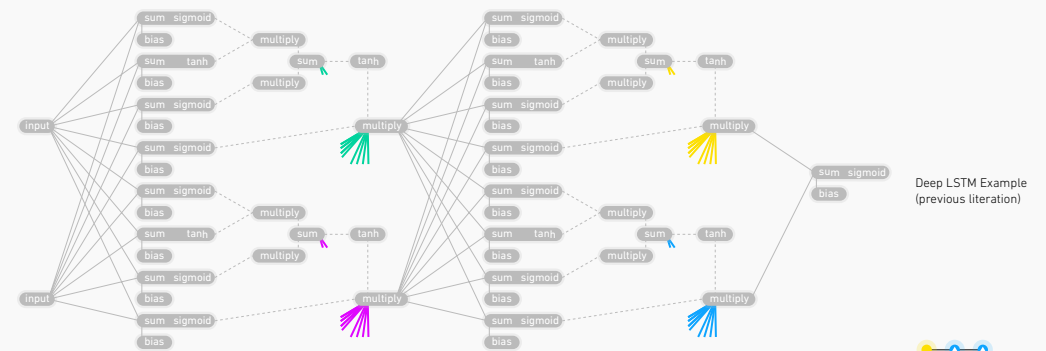 sum sigmoid
bias
sum tanh
bias
sum sigmoid
bias
sum sigmoid
bias
sum sigmoid
bias
sum tanh
bias
sum sigmoid
bias
sum sigmoid
bias
input
input
multiply
sum
tanh
multiply
multiply
multiply
sum
tanh
multiply
multiply
sum sigmoid
bias
sum tanh
bias
sum sigmoid
bias
sum sigmoid
bias
sum sigmoid
bias
sum tanh
bias
sum sigmoid
bias
sum sigmoid
bias
multiply
sum
tanh
multiply
multiply
multiply
sum
tanh
multiply
multiply
sum sigmoid
bias
Deep LSTM Example
(previous literation)